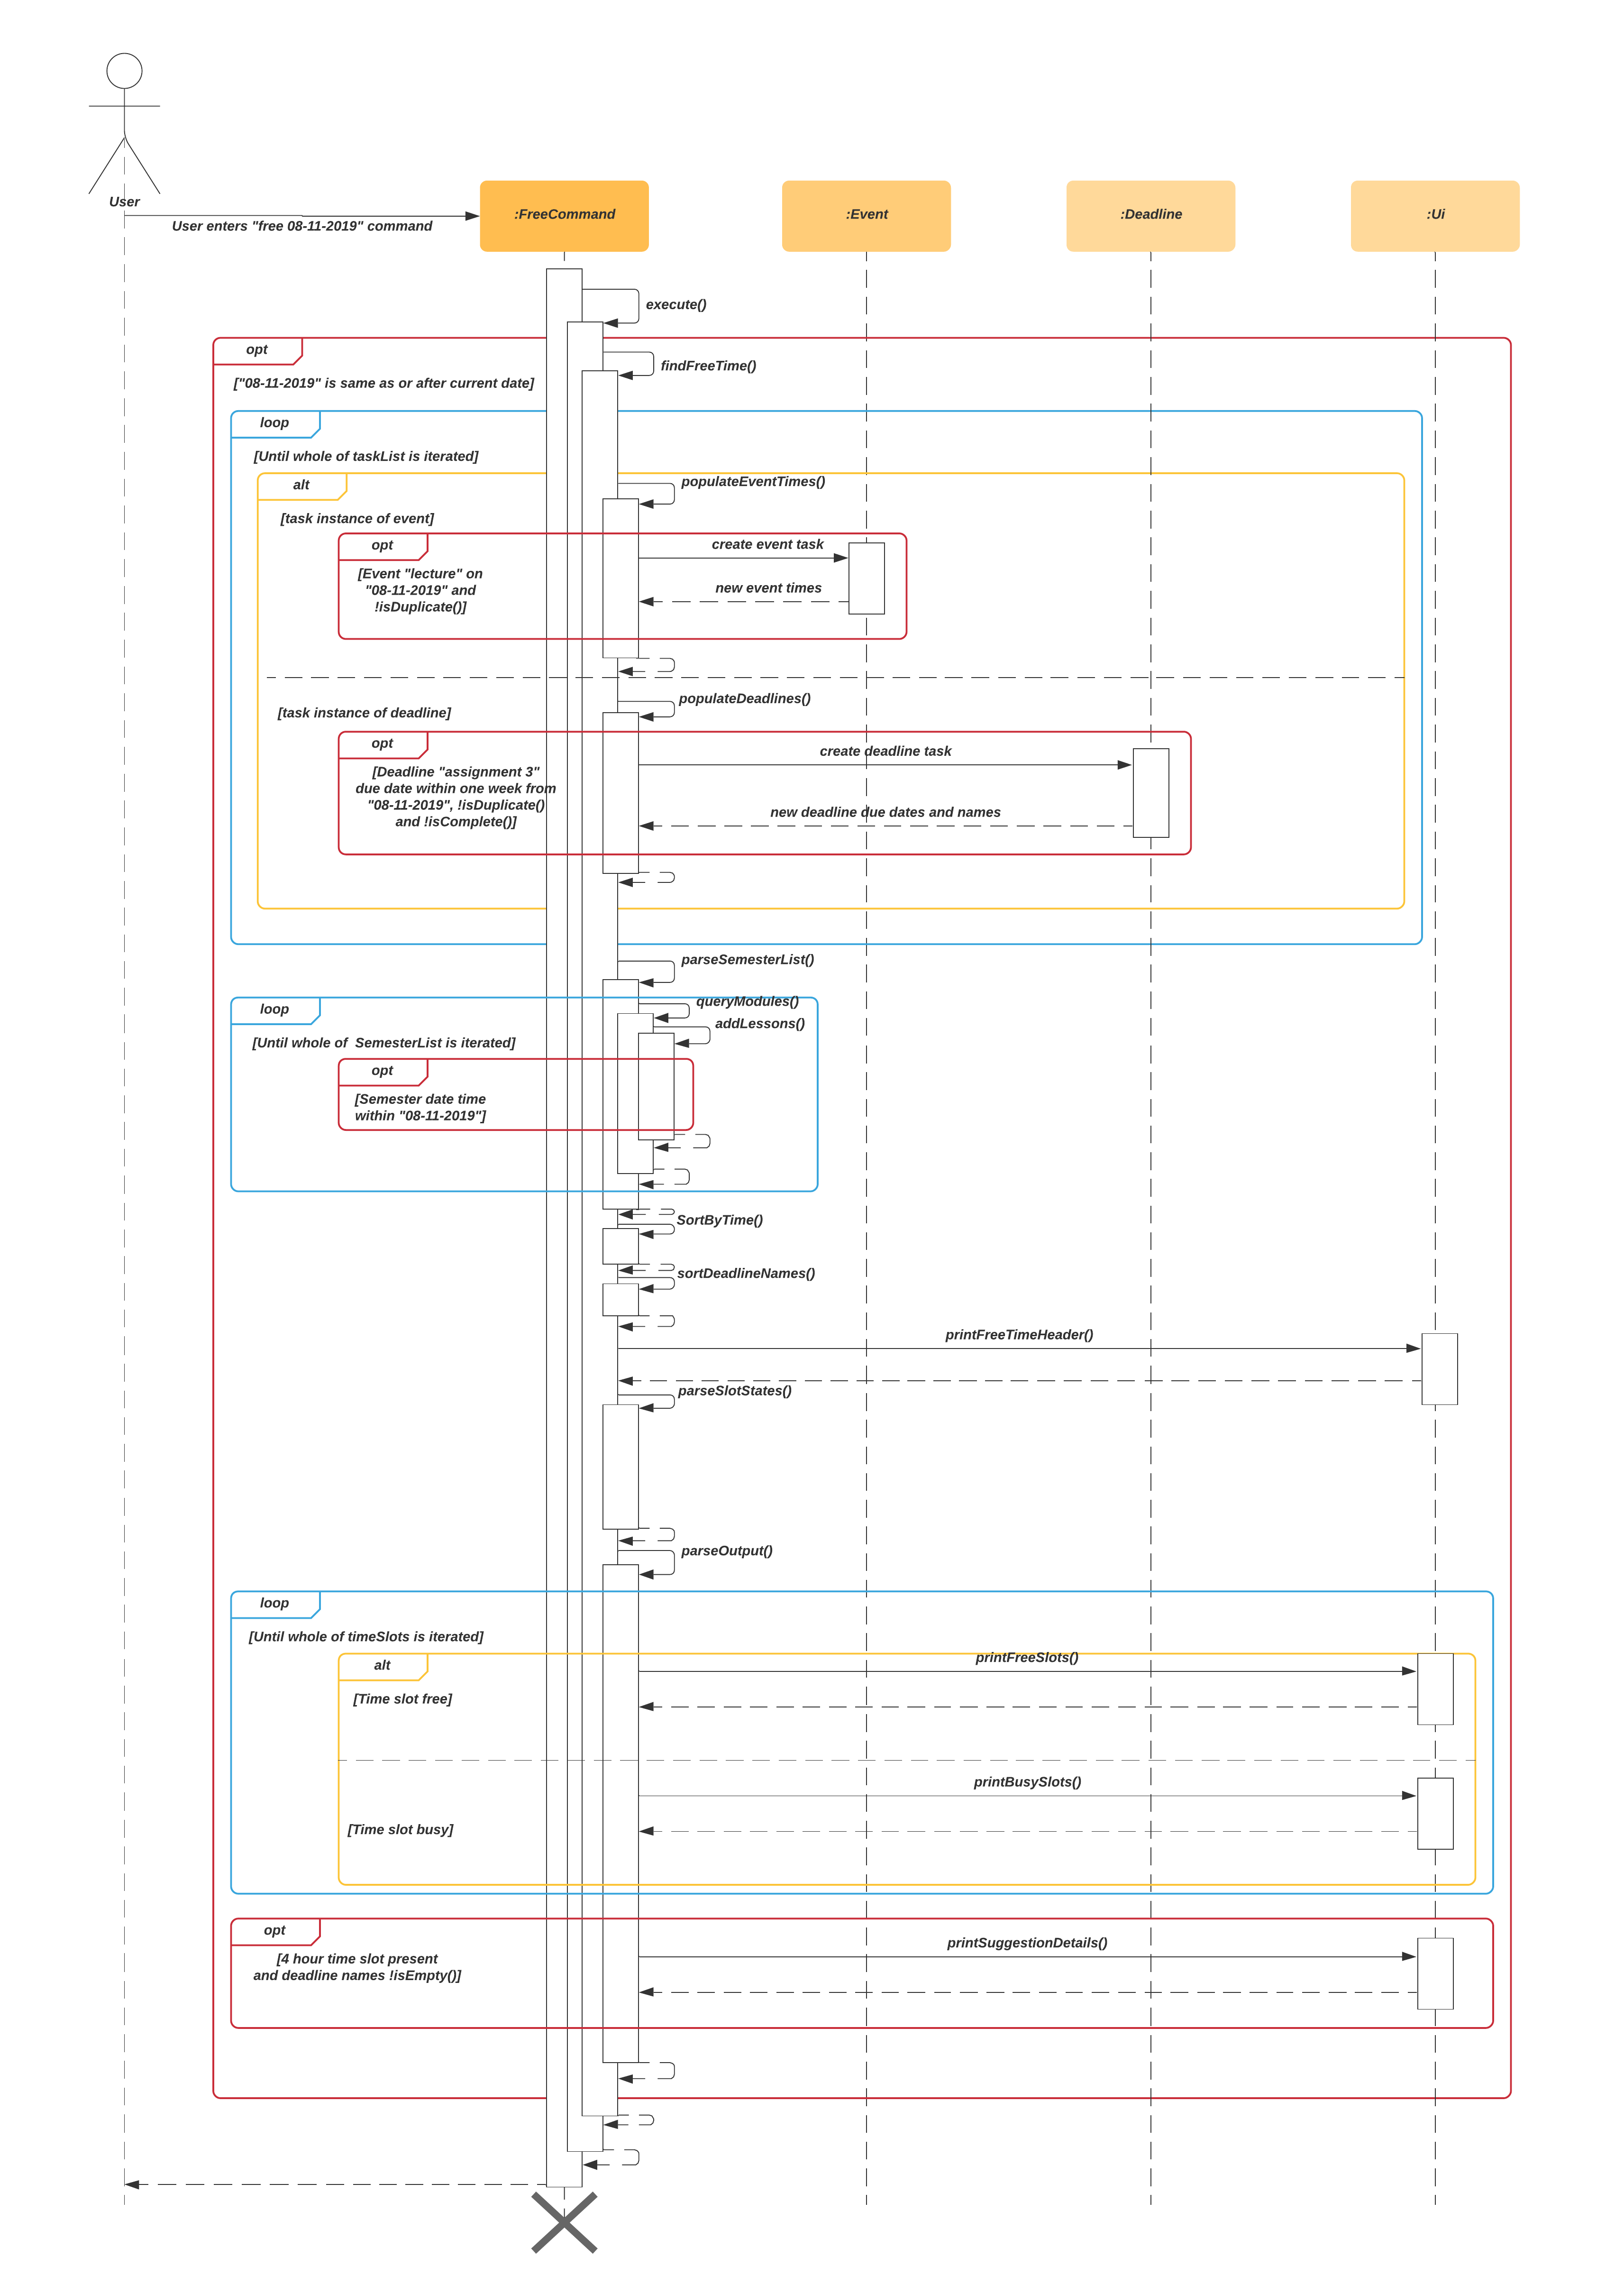 User
User enters "free 08-11-2019" command
:FreeCommand
:Event
:Deadline
:Ui
execute()
opt
findFreeTime()
["08-11-2019" is same as or after current date]
loop
[Until whole of taskList is iterated]
alt
populateEventTimes()
[task instance of event]
opt
create event task
[Event "lecture" on
"08-11-2019" and
!isDuplicate()]
new event times
populateDeadlines()
[task instance of deadline]
opt
create deadline task
[Deadline "assignment 3"
due date within one week from
"08-11-2019", !isDuplicate()
and !isComplete()]
new deadline due dates and names
parseSemesterList()
loop
queryModules()
addLessons()
[Until whole of  SemesterList is iterated]
opt
[Semester date time
within "08-11-2019"]
SortByTime()
sortDeadlineNames()
printFreeTimeHeader()
parseSlotStates()
parseOutput()
loop
[Until whole of timeSlots is iterated]
alt
printFreeSlots()
[Time slot free]
printBusySlots()
[Time slot busy]
opt
printSuggestionDetails()
[4 hour time slot present
and deadline names !isEmpty()]